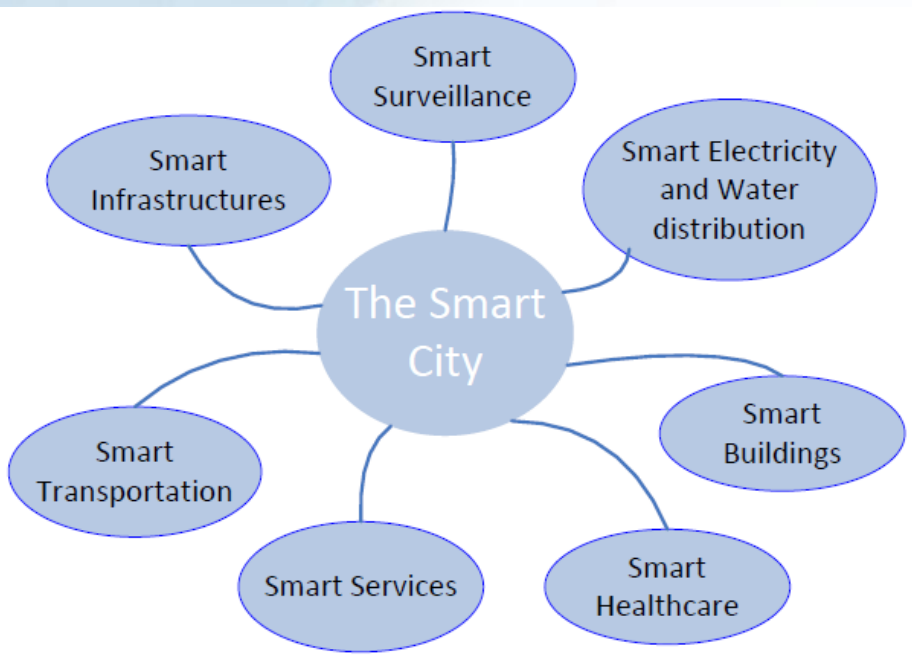 Smart
Surveillance
Smart Electricity
and Water
distribution
Smart
Infrastructures
The Smart
City
Smart
Buildings
Smart
Transportation
Smart Services
Smart
Healthcare